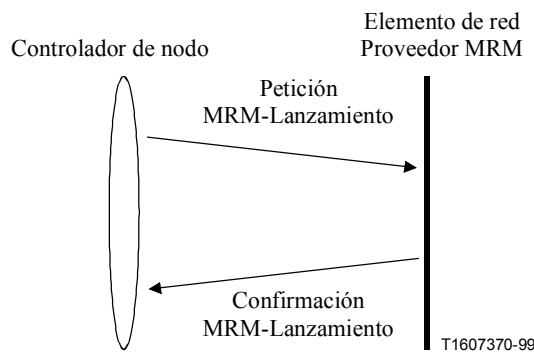 Elemento de red
Controlador de nodo
Proveedor MRM
Petición
MRM-Lanzamiento
Confirmación
MRM-Lanzamiento
T1607370-99